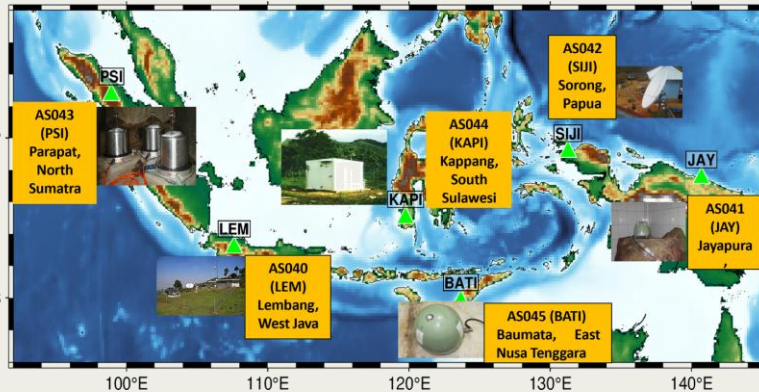 PSI
AS043
(PSI)
Parapat,
North
Sumatra
AS044
(KAPI)
Kappang,
South
Sulawesi
AS042
(SIJI)
Sorong,
Papua
SIJI
JAY
AS041
(JAY)
Jayapura
,
KAPI
LEM
AS040
(LEM)
Lembang,
West Java
BATI
AS045 (BATI)
Baumata, East
Nusa Tenggara
100°E
110°E
120°E
130°E
140°E